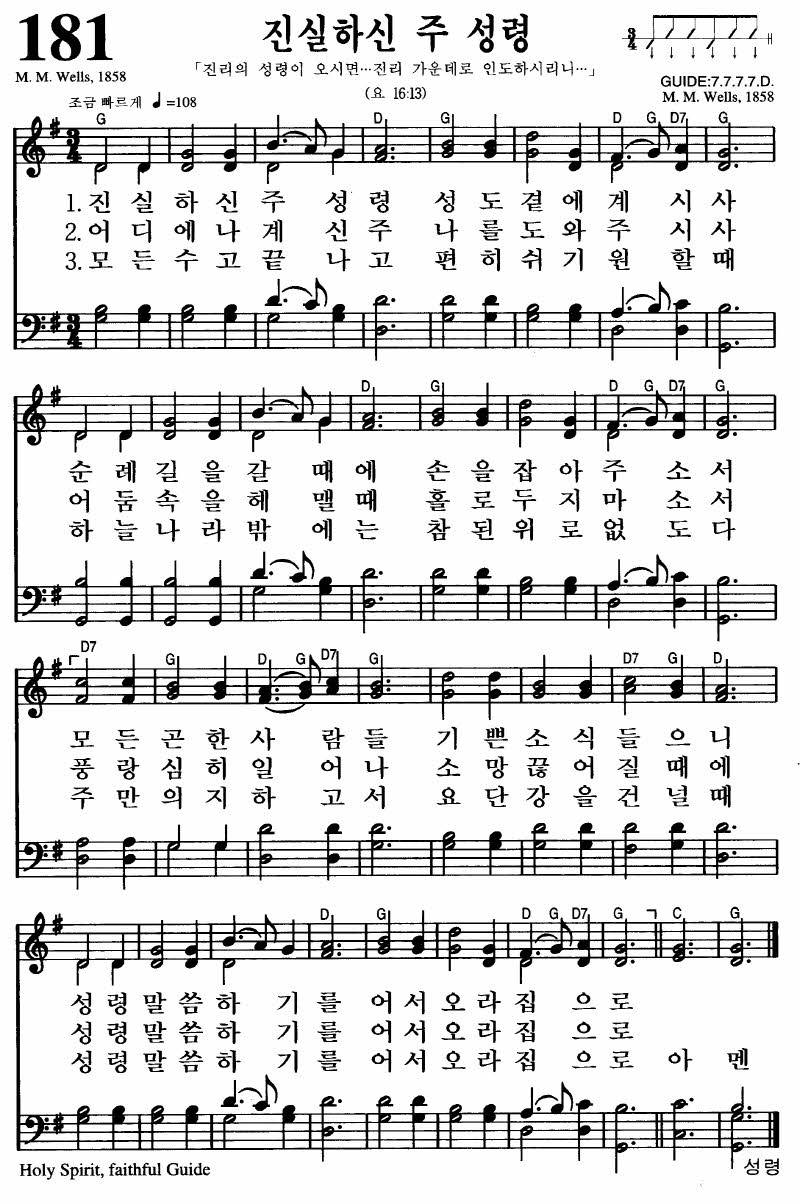 181
진실하신 주 성령
M. M. Wells, 1858
「진리의 성령이 오시면…진리 가운데로 인도하시리니…」
(요 16:13)
GUIDE:7.7.7.7.D.
M. M. Wells, 1858
조금 빠르게 ♩=108
G D G D G D7 G
3/4
1. 진실하신주 성령 성도곁에계 시사
2. 어디에나계 신주 나를도와주 시사
3. 모든수고끝 나고 편히쉬기원 할때
D G D G D7 G
순례길을갈 때에 손을잡아주 소서
어둠속을헤 맬때 홀로두지마 소서
하늘나라밖 에는 참된위로없 도다
D7 G D G D7 G D7 G D
모든곤한사 람들 기쁜소식들으니
풍랑심히일 어나 소망끊어질때에
주만의지하 고서 요단강을건널때
D G D G D7 G C G
성령말씀하 기를 어서오라집 으로
성령말씀하 기를 어서오라집 으로
성령말씀하 기를 어서오라집 으로아 멘
Holy Spirit, faithful Guide
성령